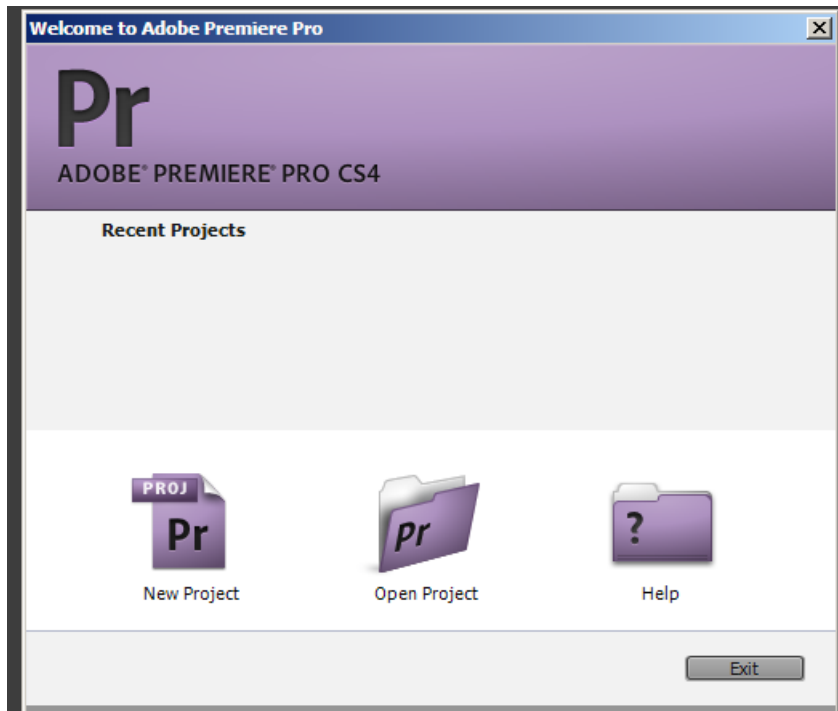 Welcome to Adobe Premiere Pro
Pr
ADOBE® PREMIERE® PRO CS4
Recent Projects
PROJ
Pr
New Project
Pr
Open Project
?
Help
Exit